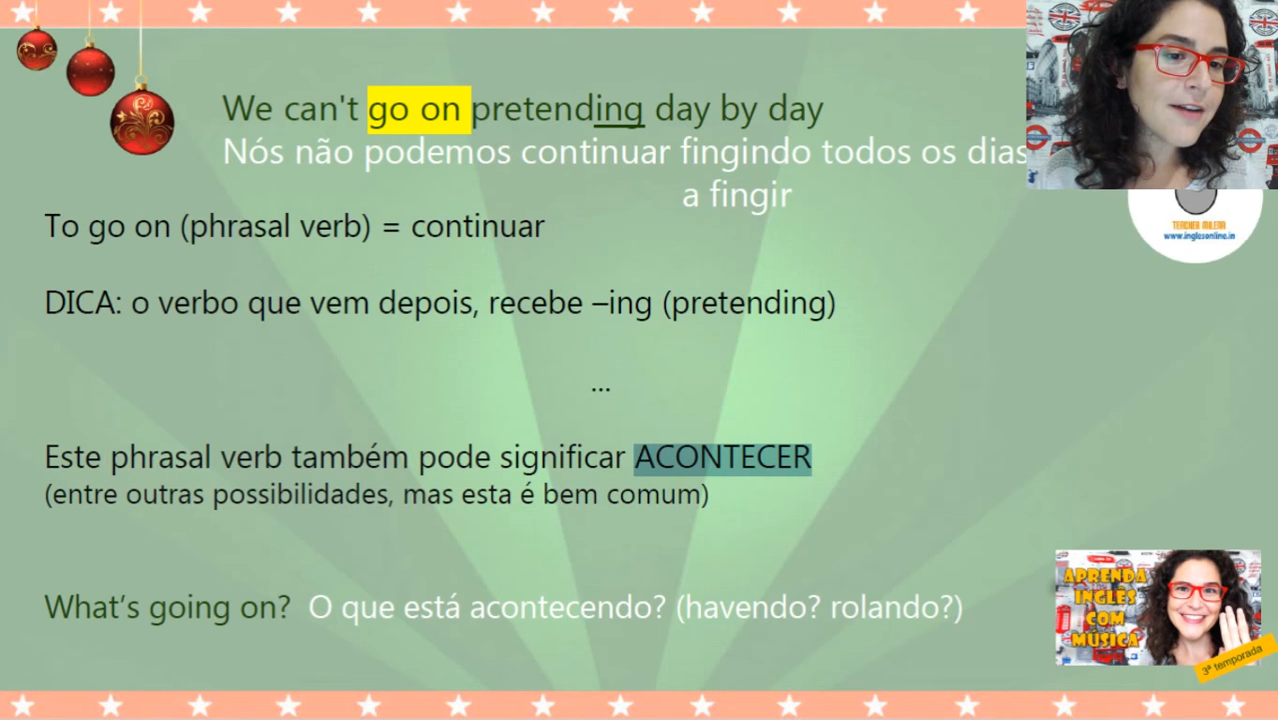 We can't go on pretending day by day
Nós não podemos continuar fingindo todos os dias
a fingir
To go on (phrasal verb) = continuar
TEACHER MILENA
www.inglesonline.in
DICA: o verbo que vem depois, recebe –ing (pretending)
...
Este phrasal verb também pode significar ACONTECER
(entre outras possibilidades, mas esta é bem comum)
What's going on? O que está acontecendo? (havendo? rolando?)
APRENDA
INGLÊS
COM
MÚSICA
3ª temporada